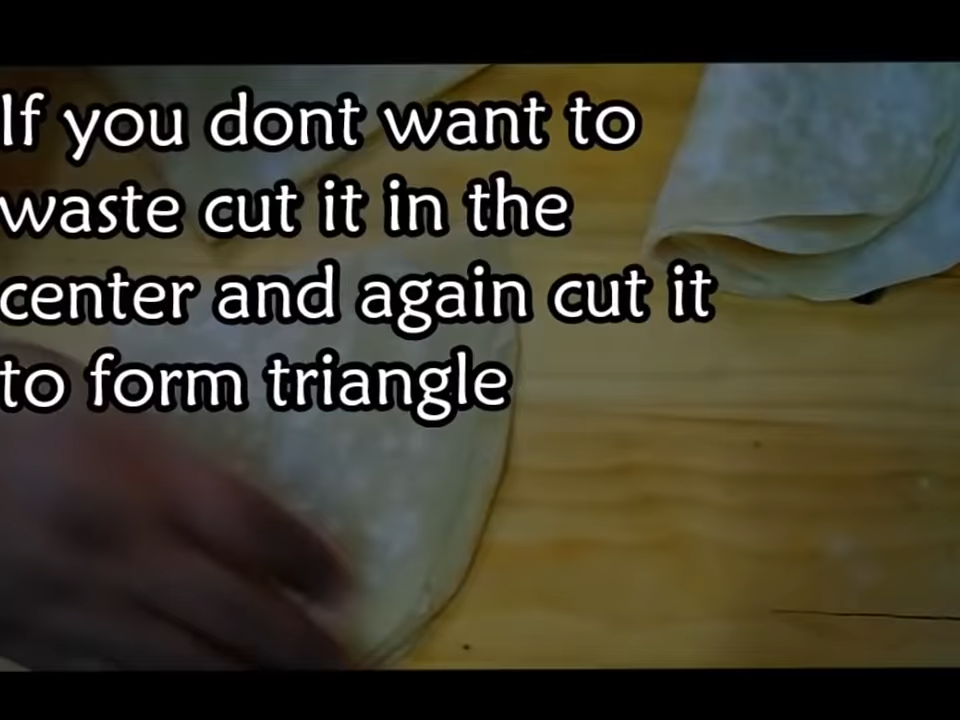 If you dont want to
waste cut it in the
center and again cut it
to form triangle